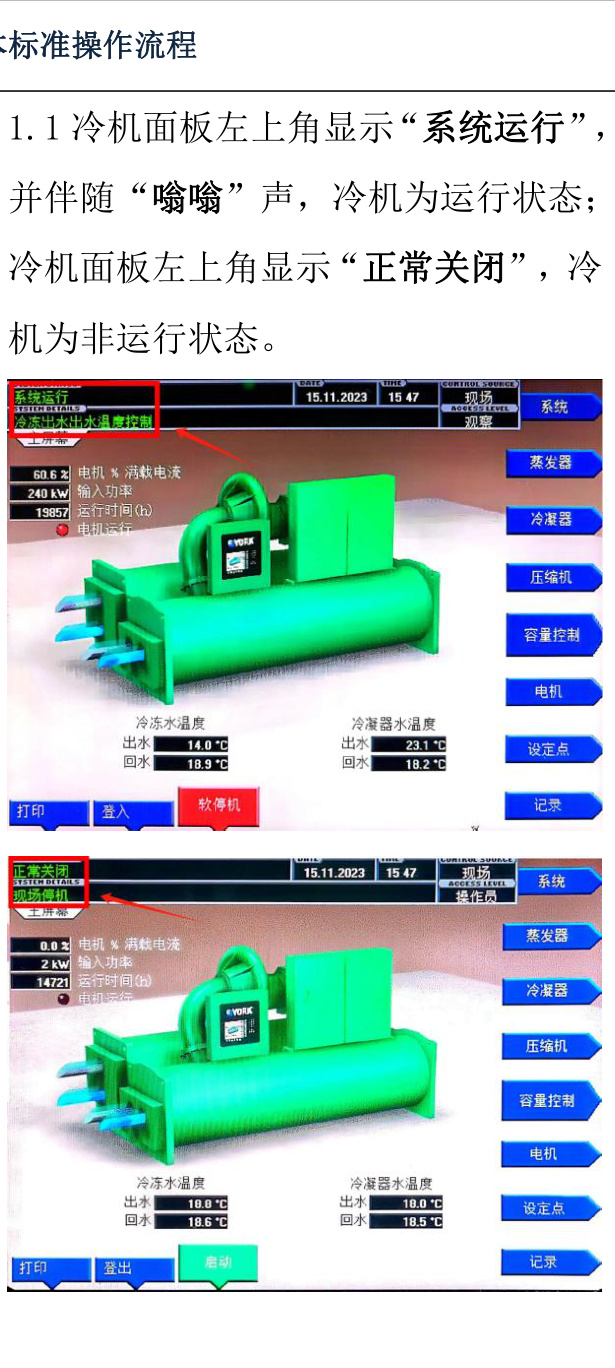 标准操作流程
1.1 冷机面板左上角显示“系统运行”，
并伴随“嗡嗡”声，冷机为运行状态；
冷机面板左上角显示“正常关闭”，冷
机为非运行状态。
系统运行
DATE
TIME
CONTROL SOURCE
15.11.2023
15 47
现场
SYSTEM DETAILS
ACCESS LEVEL
冷冻出水出水温度控制
观察
主屏幕
系统
60.6 % 电机 % 满载电流
240 kW 输入功率
19857 运行时间(h)
电机运行
蒸发器
冷凝器
YORK
压缩机
容量控制
电机
冷冻水温度
冷凝器水温度
出水 14.0 °C
出水 23.1 °C
回水 18.9 °C
回水 18.2 °C
设定点
打印
登入
软停机
记录
正常关闭
DATE
TIME
CONTROL SOURCE
15.11.2023
15 47
现场
SYSTEM DETAILS
ACCESS LEVEL
现场停机
操作员
主屏幕
系统
0.0 % 电机 % 满载电流
2 kW 输入功率
14721 运行时间(h)
电机运行
蒸发器
冷凝器
YORK
压缩机
容量控制
电机
冷冻水温度
冷凝器水温度
出水 18.0 °C
出水 18.0 °C
回水 18.6 °C
回水 18.5 °C
设定点
打印
登出
启动
记录